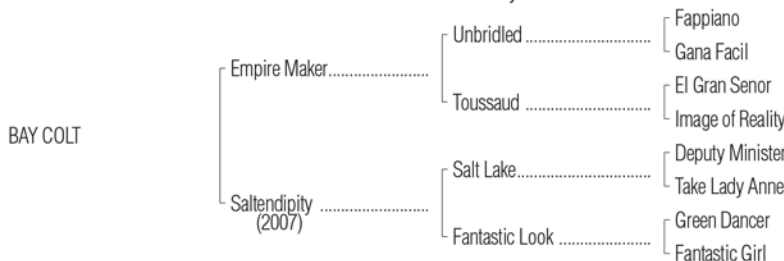 Fappiano
Unbridled ..............................
Gana Facil
Empire Maker.........................
El Gran Senor
Toussaud ...............................
Image of Reality
BAY COLT
Deputy Minister
Salt Lake.................................
Take Lady Anne
Saltendipity ...........................
(2007)
Green Dancer
Fantastic Look .......................
Fantastic Girl